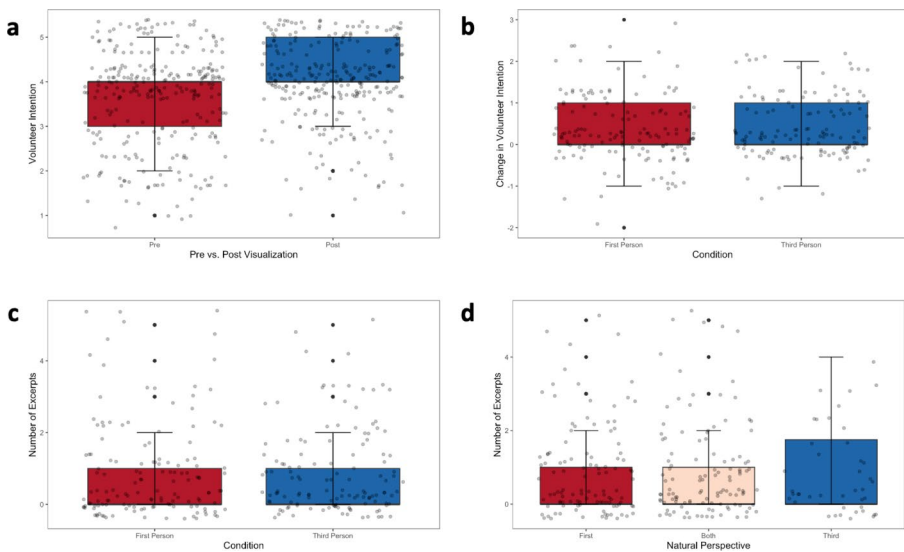 a
Volunteer Intention
5
4
3
2
1
Pre
Post
Pre vs. Post Visualization
b
Change in Volunteer Intention
3
2
1
0
-1
-2
First Person
Third Person
Condition
c
Number of Excerpts
4
2
0
First Person
Third Person
Condition
d
Number of Excerpts
4
2
0
First
Both
Third
Natural Perspective